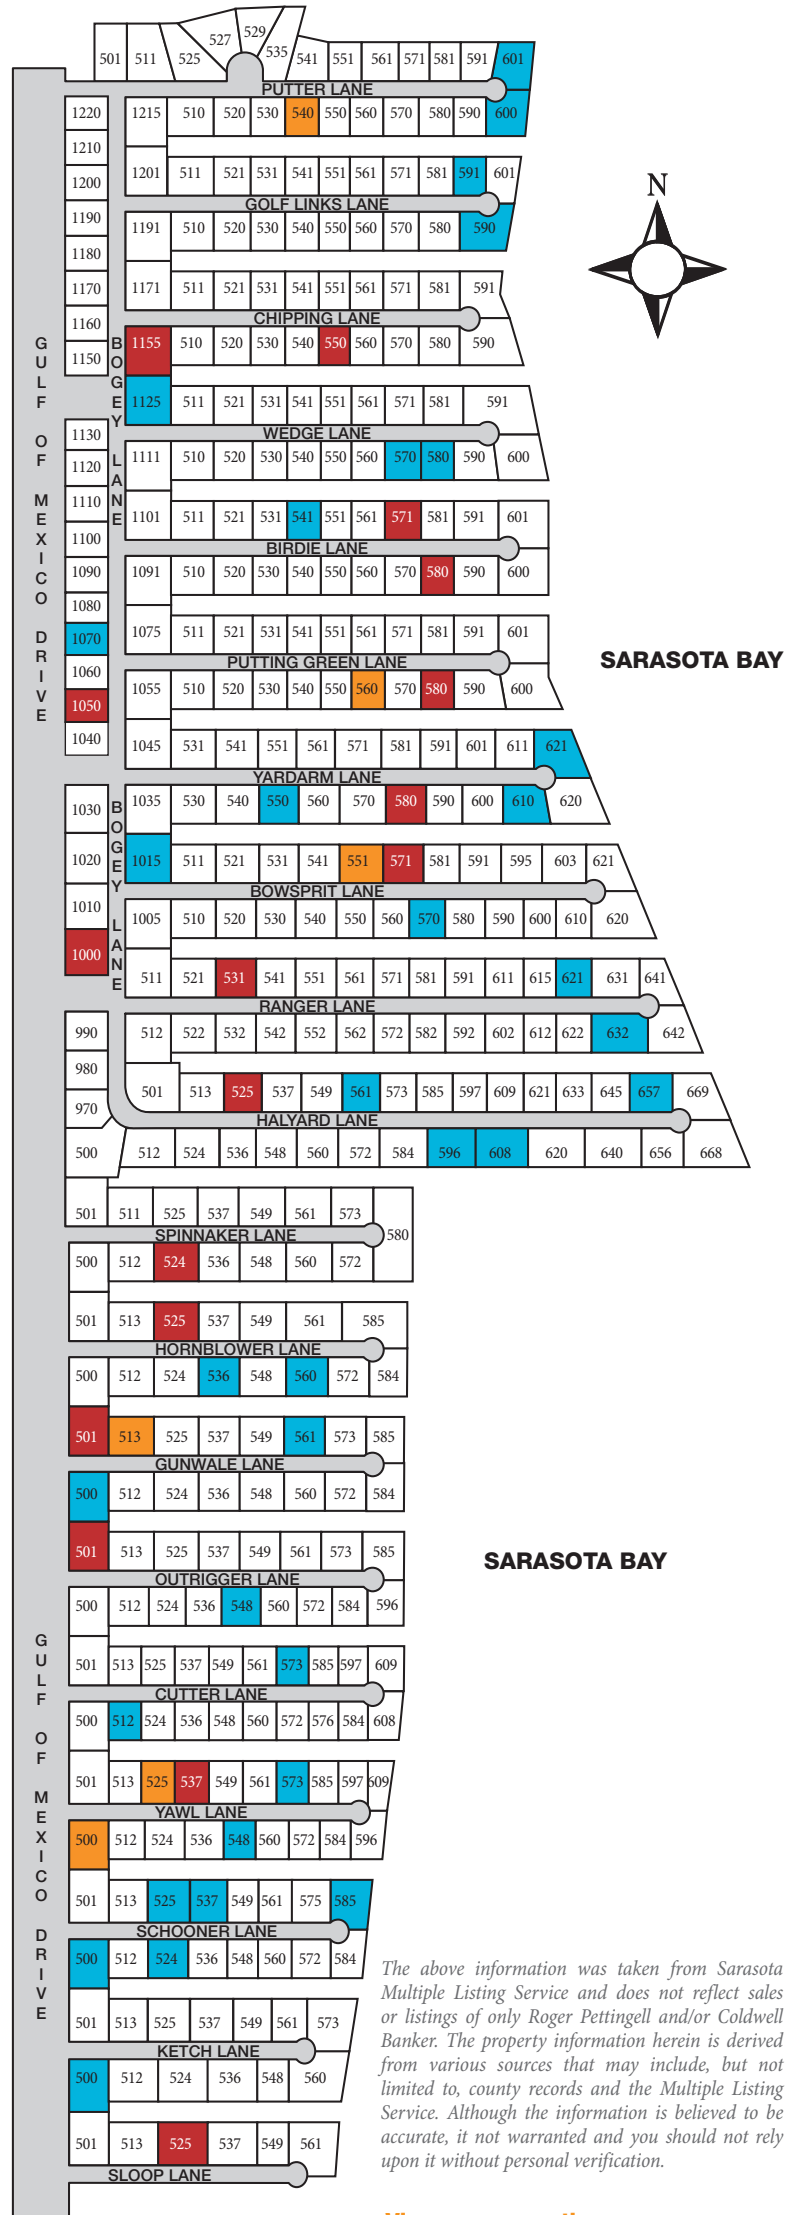 501 511 525 527 529 535 541 551 561 571 581 591 601
PUTTER LANE
1220 1215 510 520 530 540 550 560 570 580 590 600
1210
1200 1201 511 521 531 541 551 561 571 581 591 601
GOLF LINKS LANE
1190 1191 510 520 530 540 550 560 570 580 590
1180
1170 1171 511 521 531 541 551 561 571 581 591
CHIPPING LANE
1160
1150 1155 510 520 530 540 550 560 570 580 590
1125 511 521 531 541 551 561 571 581 591
WEDGE LANE
1130
1120 1111 510 520 530 540 550 560 570 580 590 600
1110 1101 511 521 531 541 551 561 571 581 591 601
BIRDIE LANE
1100
1090 1091 510 520 530 540 550 560 570 580 590 600
1080
1070 1075 511 521 531 541 551 561 571 581 591 601
PUTTING GREEN LANE
1060
1050 1055 510 520 530 540 550 560 570 580 590 600
1040 1045 531 541 551 561 571 581 591 601 611 621
YARDARM LANE
1030 1035 530 540 550 560 570 580 590 600 610 620
1020 1015 511 521 531 541 551 571 581 591 595 603 621
BOWSPRIT LANE
1010 1005 510 520 530 540 550 560 570 580 590 600 610 620
1000
511 521 531 541 551 561 571 581 591 611 615 621 631 641
RANGER LANE
990 512 522 532 542 552 562 572 582 592 602 612 622 632 642
980
970 501 513 525 537 549 561 573 585 597 609 621 633 645 657 669
HALYARD LANE
500 512 524 536 548 560 572 584 596 608 620 640 656 668
501 511 525 537 549 561 573 580
SPINNAKER LANE
500 512 524 536 548 560 572
501 513 525 537 549 561 585
HORNBLOWER LANE
500 512 524 536 548 560 572 584
501 513 525 537 549 561 573 585
GUNWALE LANE
500 512 524 536 548 560 572 584
501 513 525 537 549 561 573 585
OUTRIGGER LANE
500 512 524 536 548 560 572 584 596
501 513 525 537 549 561 573 585 597 609
CUTTER LANE
500 512 524 536 548 560 572 576 584 608
501 513 525 537 549 561 573 585 597 609
YAWL LANE
500 512 524 536 548 560 572 584 596
501 513 525 537 549 561 575 585
SCHOONER LANE
500 512 524 536 548 560 572 584
501 513 525 537 549 561 573
KETCH LANE
500 512 524 536 548 560
501 513 525 537 549 561
SLOOP LANE
GULF OF MEXICO DRIVE
BOGEY LANE
BOGEY LANE
GULF OF MEXICO DRIVE
N
SARASOTA BAY
SARASOTA BAY
The above information was taken from Sarasota
Multiple Listing Service and does not reflect sales
or listings of only Roger Pettingell and/or Coldwell
Banker. The property information herein is derived
from various sources that may include, but not
limited to, county records and the Multiple Listing
Service. Although the information is believed to be
accurate, it not warranted and you should not rely
upon it without personal verification.